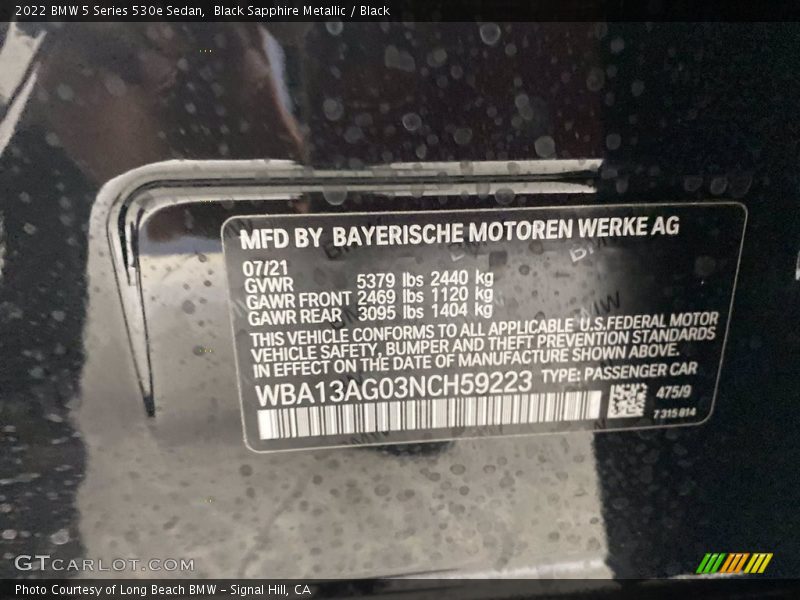 2022 BMW 5 Series 530e Sedan,  Black Sapphire Metallic / Black
MFD BY BAYERISCHE MOTOREN WERKE AG
07/21
GVWR 5379 lbs 2440 kg
GAWR FRONT 2469 lbs 1120 kg
GAWR REAR 3095 lbs 1404 kg
THIS VEHICLE CONFORMS TO ALL APPLICABLE U.S.FEDERAL MOTOR
VEHICLE SAFETY, BUMPER AND THEFT PREVENTION STANDARDS
IN EFFECT ON THE DATE OF MANUFACTURE SHOWN ABOVE.
WBA13AG03NCH59223 TYPE: PASSENGER CAR
475/9
7 315 814
GTCARLOT.COM
Photo Courtesy of Long Beach BMW - Signal Hill, CA